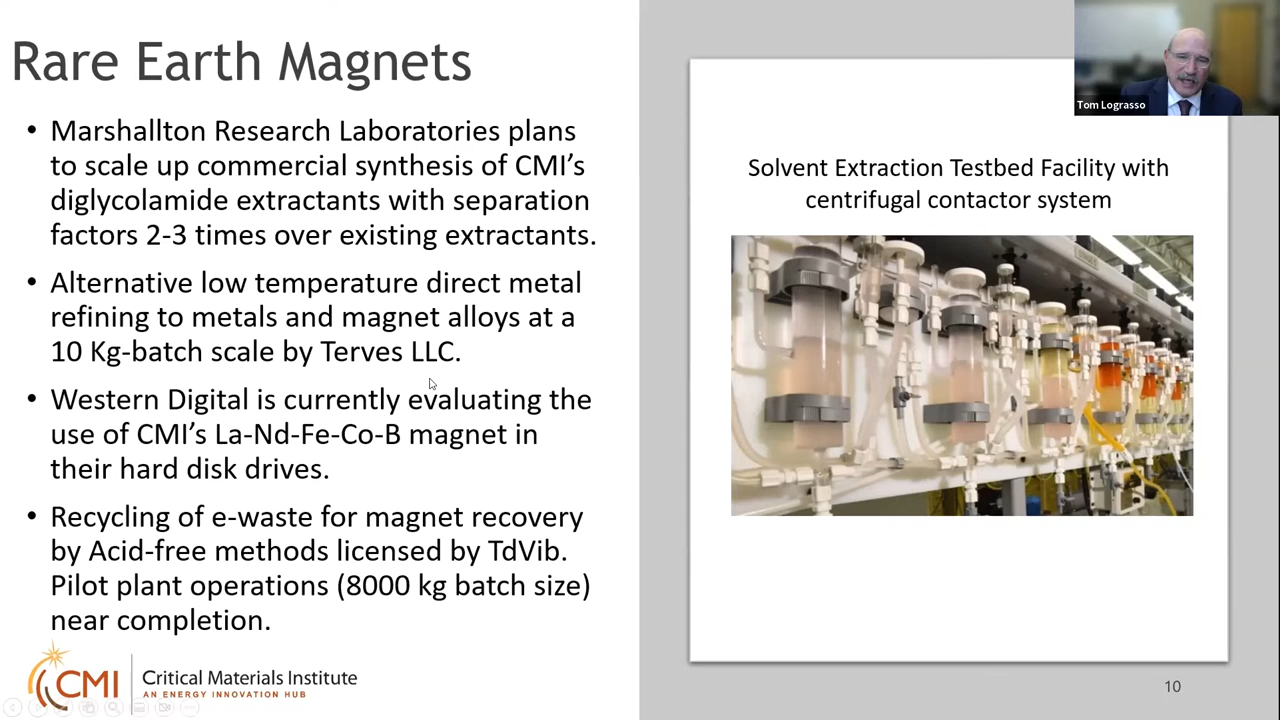 Rare Earth Magnets
• Marshallton Research Laboratories plans
to scale up commercial synthesis of CMI’s
diglycolamide extractants with separation
factors 2-3 times over existing extractants.
• Alternative low temperature direct metal
refining to metals and magnet alloys at a
10 Kg-batch scale by Terves LLC.
• Western Digital is currently evaluating the
use of CMI’s La-Nd-Fe-Co-B magnet in
their hard disk drives.
• Recycling of e-waste for magnet recovery
by Acid-free methods licensed by TdVib.
Pilot plant operations (8000 kg batch size)
near completion.
CMI
Critical Materials Institute
AN ENERGY INNOVATION HUB
Tom Lograsso
Solvent Extraction Testbed Facility with
centrifugal contactor system
10